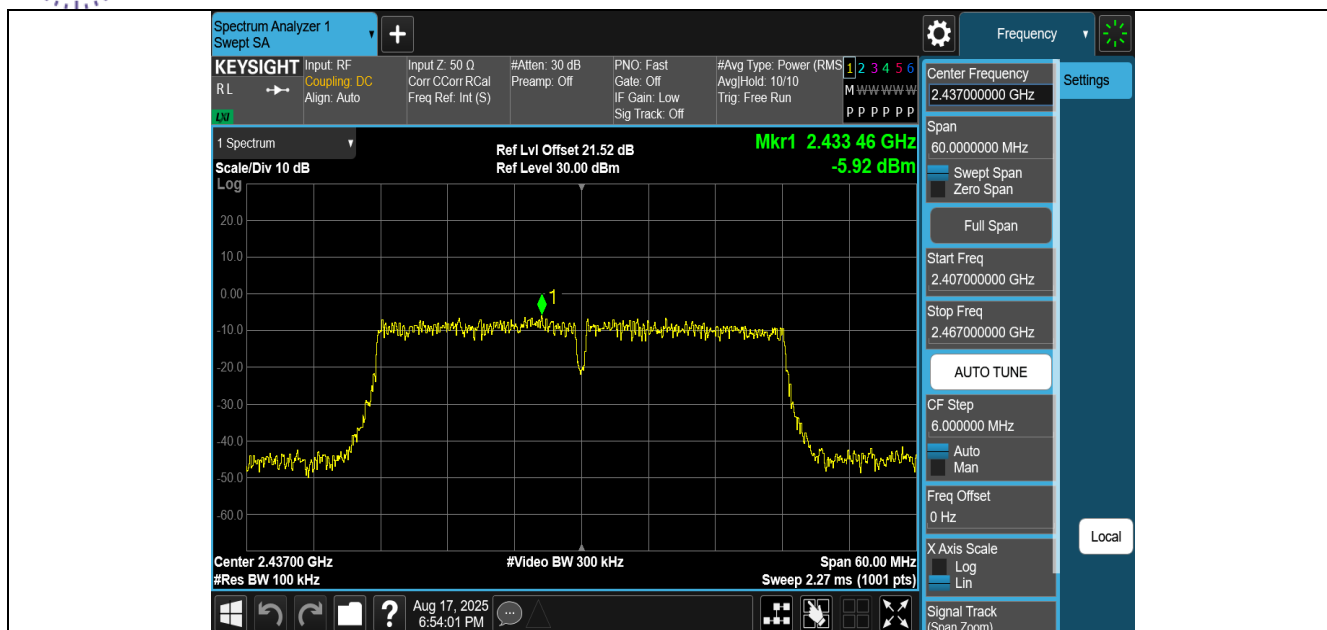 Spectrum Analyzer 1
Swept SA
Frequency
KEYSIGHT
R L
LXI
Input: RF
Coupling: DC
Align: Auto
Input Z: 50 Ω
Corr CCorr RCal
Freq Ref: Int (S)
#Atten: 30 dB
Preamp: Off
PNO: Fast
Gate: Off
IF Gain: Low
Sig Track: Off
#Avg Type: Power (RMS
Avg|Hold: 10/10
Trig: Free Run
1 2 3 4 5 6
M W W W W W
P P P P P P
1 Spectrum
Scale/Div 10 dB
Log
Ref Lvl Offset 21.52 dB
Ref Level 30.00 dBm
Mkr1 2.433 46 GHz
-5.92 dBm
20.0
10.0
0.00
-10.0
-20.0
-30.0
-40.0
-50.0
-60.0
1
Center 2.43700 GHz
#Video BW 300 kHz
Span 60.00 MHz
#Res BW 100 kHz
Sweep 2.27 ms (1001 pts)
Aug 17, 2025
6:54:01 PM
Center Frequency
2.437000000 GHz
Settings
Span
60.0000000 MHz
Swept Span
Zero Span
Full Span
Start Freq
2.407000000 GHz
Stop Freq
2.467000000 GHz
AUTO TUNE
CF Step
6.000000 MHz
Auto
Man
Freq Offset
0 Hz
X Axis Scale
Log
Lin
Local
Signal Track
(Span Zoom)